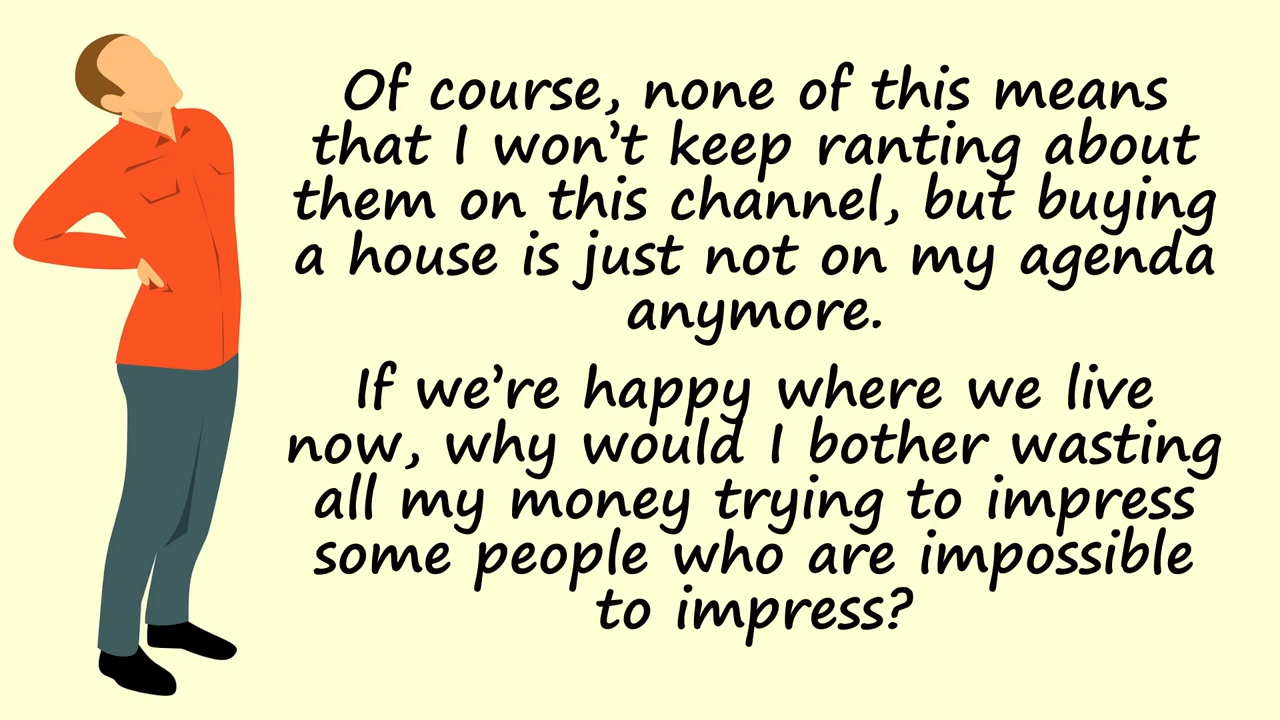 Of course, none of this means
that I won't keep ranting about
them on this channel, but buying
a house is just not on my agenda
anymore.
If we're happy where we live
now, why would I bother wasting
all my money trying to impress
some people who are impossible
to impress?